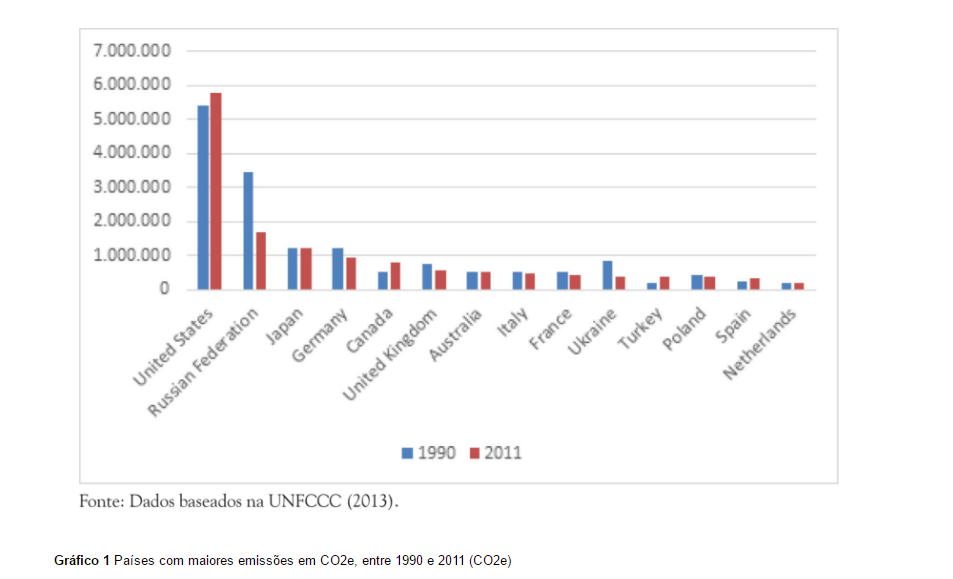 7.000.000
6.000.000
5.000.000
4.000.000
3.000.000
2.000.000
1.000.000
0
United States
Russian Federation
Japan
Germany
Canada
United Kingdom
Australia
Italy
France
Ukraine
Turkey
Poland
Spain
Netherlands
1990 2011
Fonte: Dados baseados na UNFCCC (2013).
Gráfico 1 Países com maiores emissões em CO2e, entre 1990 e 2011 (CO2e)